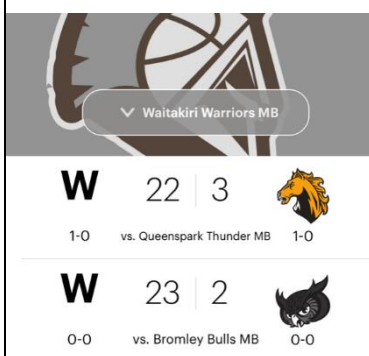 Waitakiri Warriors MB
W 22 3
1-0 vs. Queenspark Thunder MB 1-0
W 23 2
0-0 vs. Bromley Bulls MB 0-0